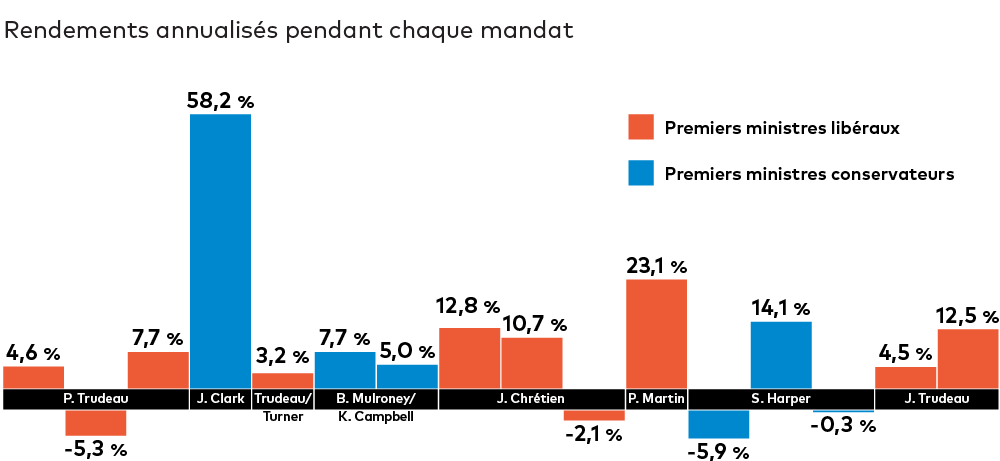 Rendements annualisés pendant chaque mandat
58,2 %
Premiers ministres libéraux
Premiers ministres conservateurs
23,1 %
12,8 %
14,1 %
10,7 %
12,5 %
7,7 %
7,7 %
4,6 %
3,2 %
5,0 %
4,5 %
P. Trudeau
J. Clark
Trudeau/
Turner
B. Mulroney/
K. Campbell
J. Chrétien
P. Martin
S. Harper
J. Trudeau
-5,3 %
-2,1 %
-5,9 %
-0,3 %